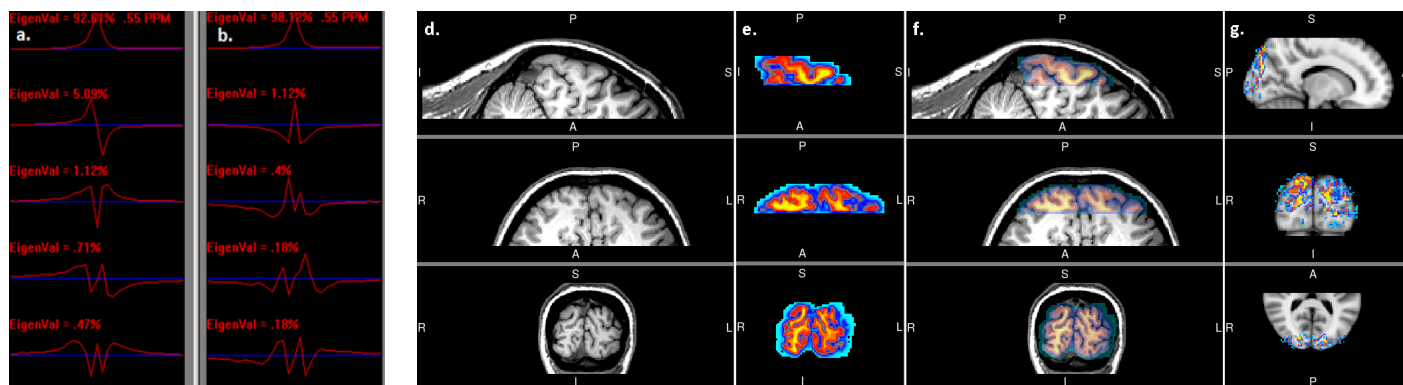 EigenVal = 92.61% .55 PPM
a.
EigenVal = 5.09%
EigenVal = 1.12%
EigenVal = .71%
EigenVal = .47%
EigenVal = 98.12% .55 PPM
b.
EigenVal = 1.12%
EigenVal = .4%
EigenVal = .18%
EigenVal = .18%
d.
P
I
S
A
P
R
L
A
S
R
L
I
e.
P
I
S
A
P
R
L
A
S
R
L
I
f.
P
I
S
A
P
R
L
A
S
R
L
I
g.
S
P
I
S
R
L
I
A
R
L
P